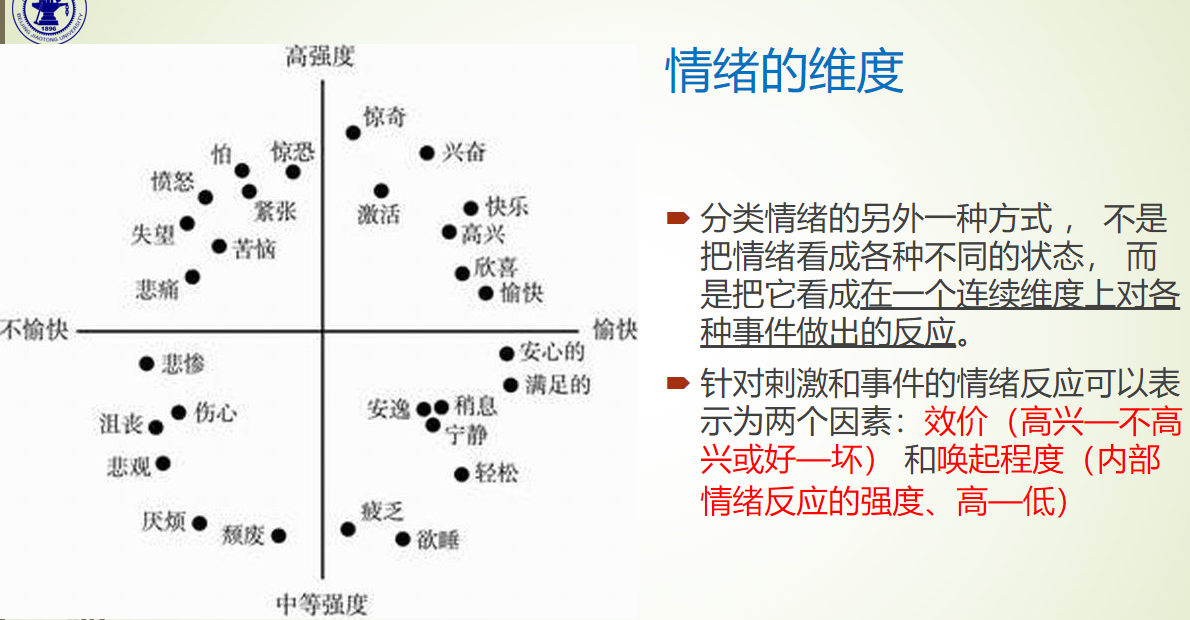 1896
BEIJING JIAOTONG UNIVERSITY
高强度
惊奇
怕
惊恐
兴奋
愤怒
紧张
激活
快乐
失望
苦恼
高兴
悲痛
欣喜
愉快
不愉快
愉快
悲惨
安心的
满足的
沮丧
伤心
安逸
稍息
宁静
悲观
轻松
厌烦
颓废
疲乏
欲睡
中等强度
情绪的维度
分类情绪的另外一种方式， 不是
把情绪看成各种不同的状态， 而
是把它看成在一个连续维度上对各
种事件做出的反应。
针对刺激和事件的情绪反应可以表
示为两个因素：效价（高兴—不高
兴或好—坏） 和唤起程度（内部
情绪反应的强度、高—低）